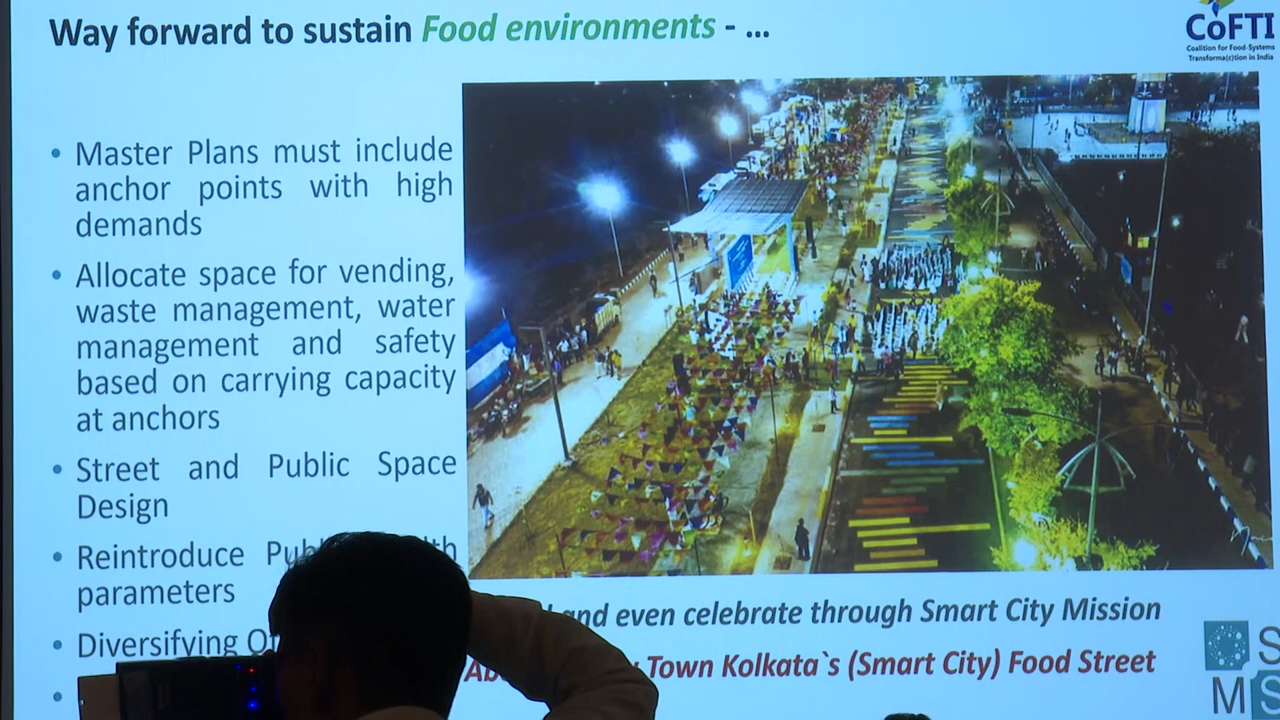 Way forward to sustain Food environments - ...
CoFTI
Coalition for Food-Systems
Transforma(c)tion in India
• Master Plans must include
anchor points with high
demands
• Allocate space for vending,
waste management, water
management and safety
based on carrying capacity
at anchors
• Street and Public Space
Design
• Reintroduce
parameters
• Diversifying
•
and even celebrate through Smart City Mission
Town Kolkata`s (Smart City) Food Street
S
MS